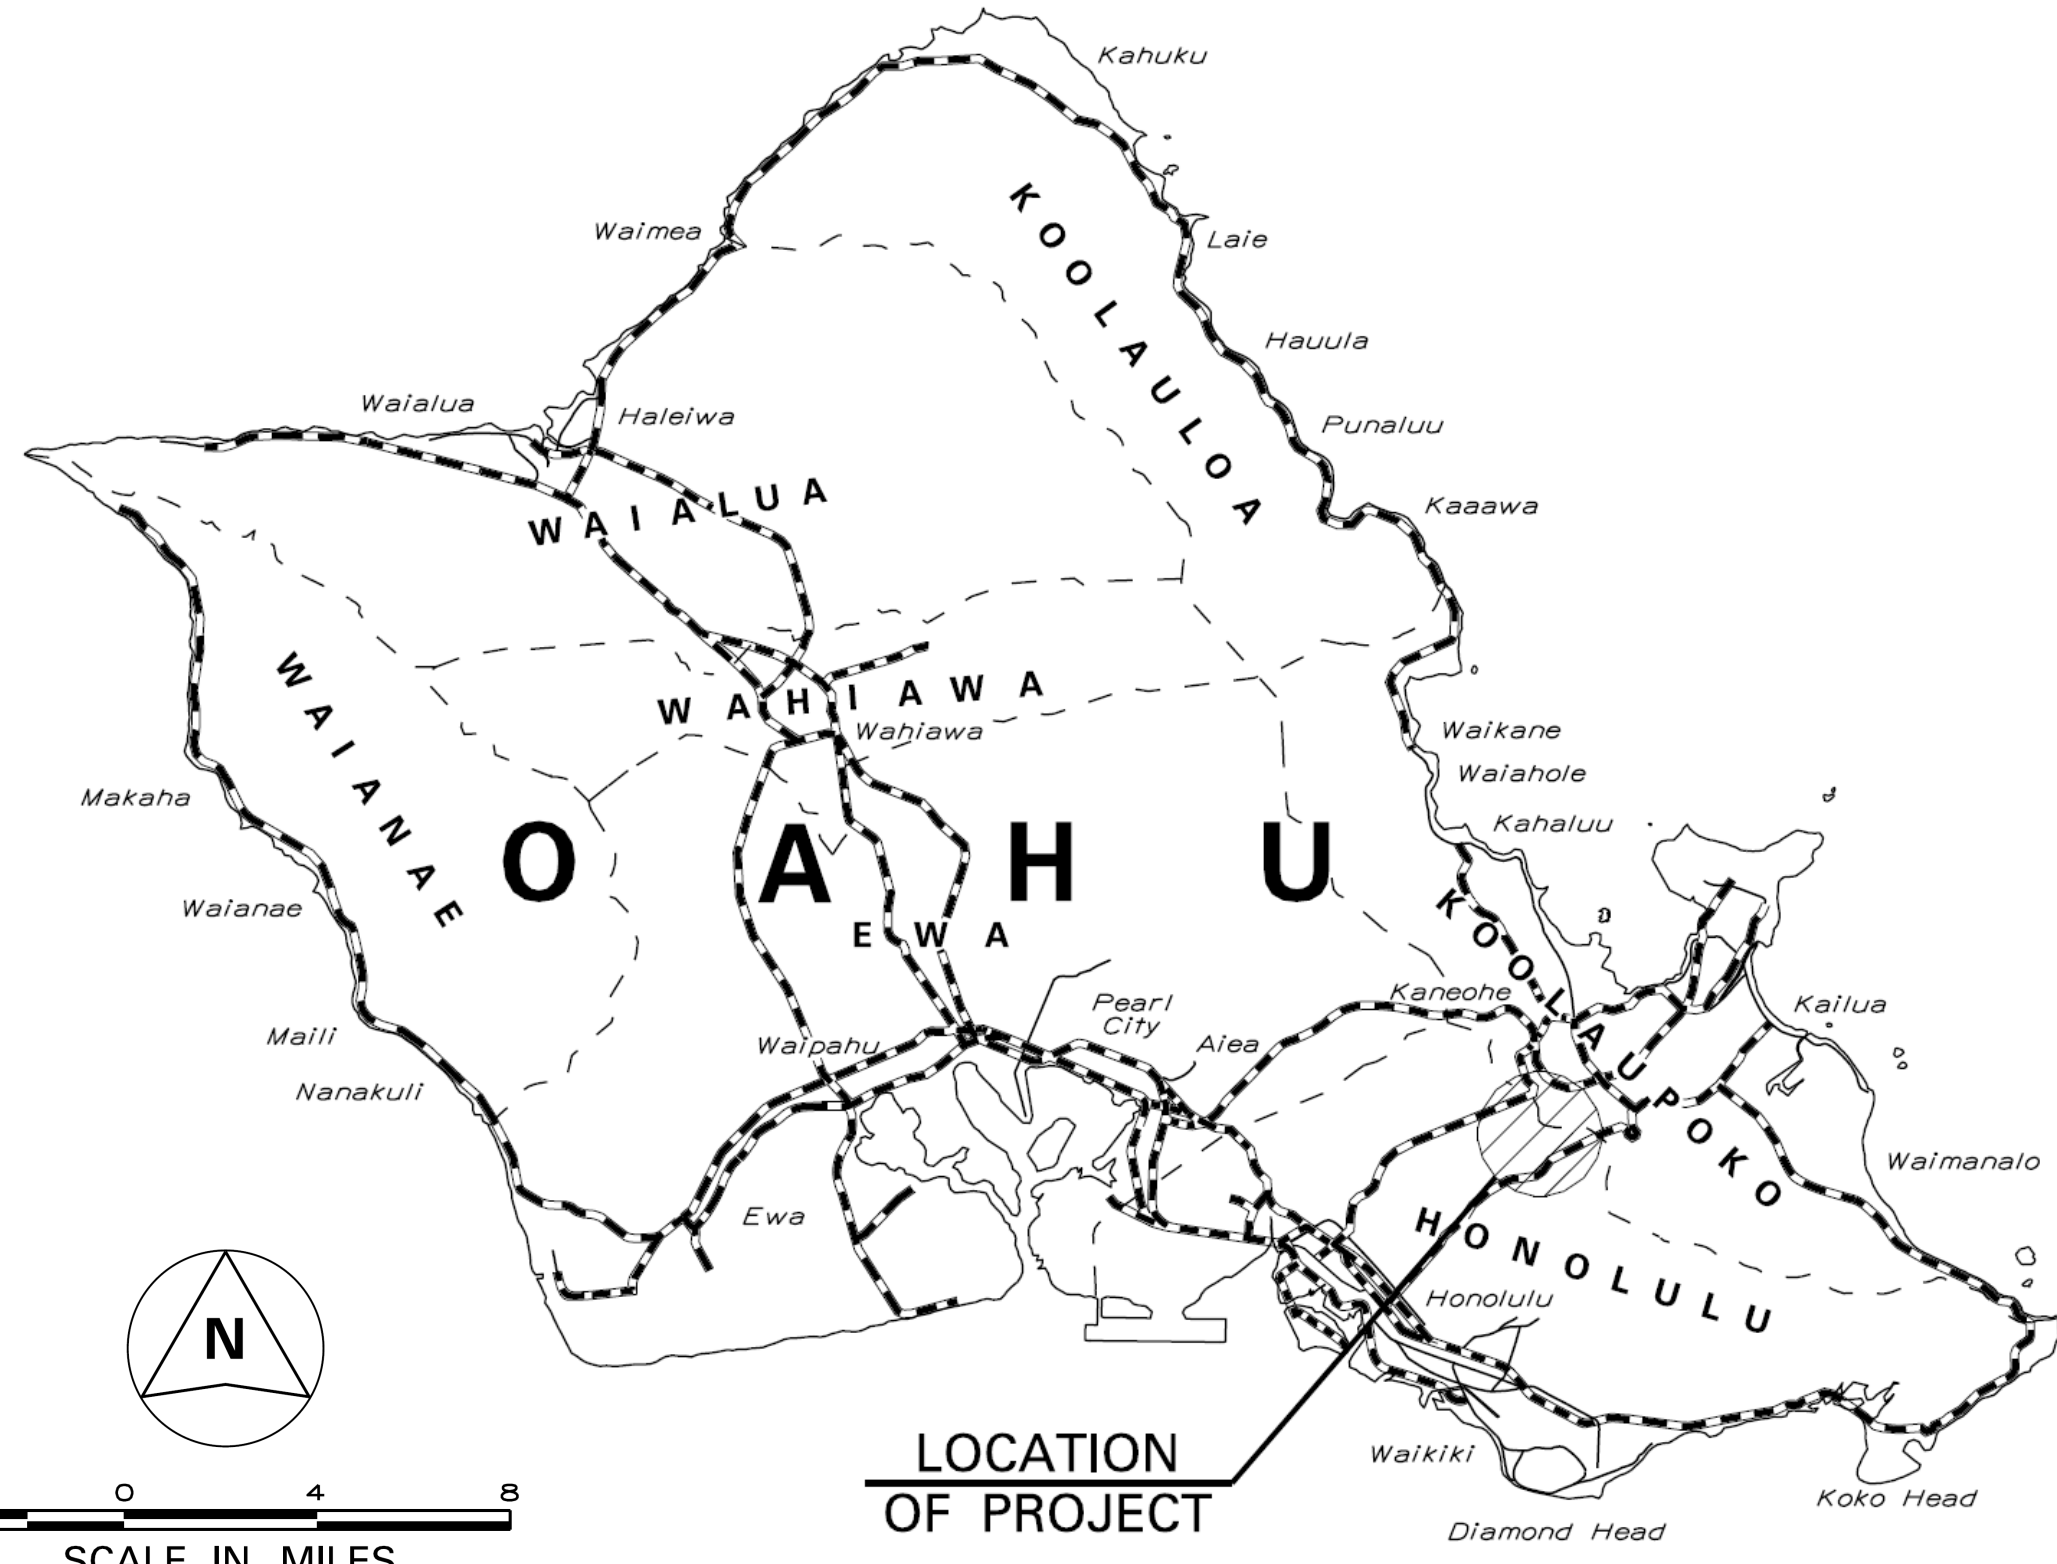 Kahuku
KOOLAULOA
Waimea
Laie
Hauula
Waialua
Haleiwa
Punaluu
WAIALUA
Kaaawa
WAIANAE
WAHIAWA
Wahiawa
Waikane
Waiahole
Makaha
Kahaluu
OAHU
Waianae
EWA
KOOLAUPOKO
Kaneohe
Pearl
City
Kailua
Maili
Waipahu
Aiea
Nanakuli
Waimanalo
Ewa
HONOLULU
Honolulu
N
LOCATION
OF PROJECT
Waikiki
Koko Head
Diamond Head
0 4 8
SCALE IN MILES